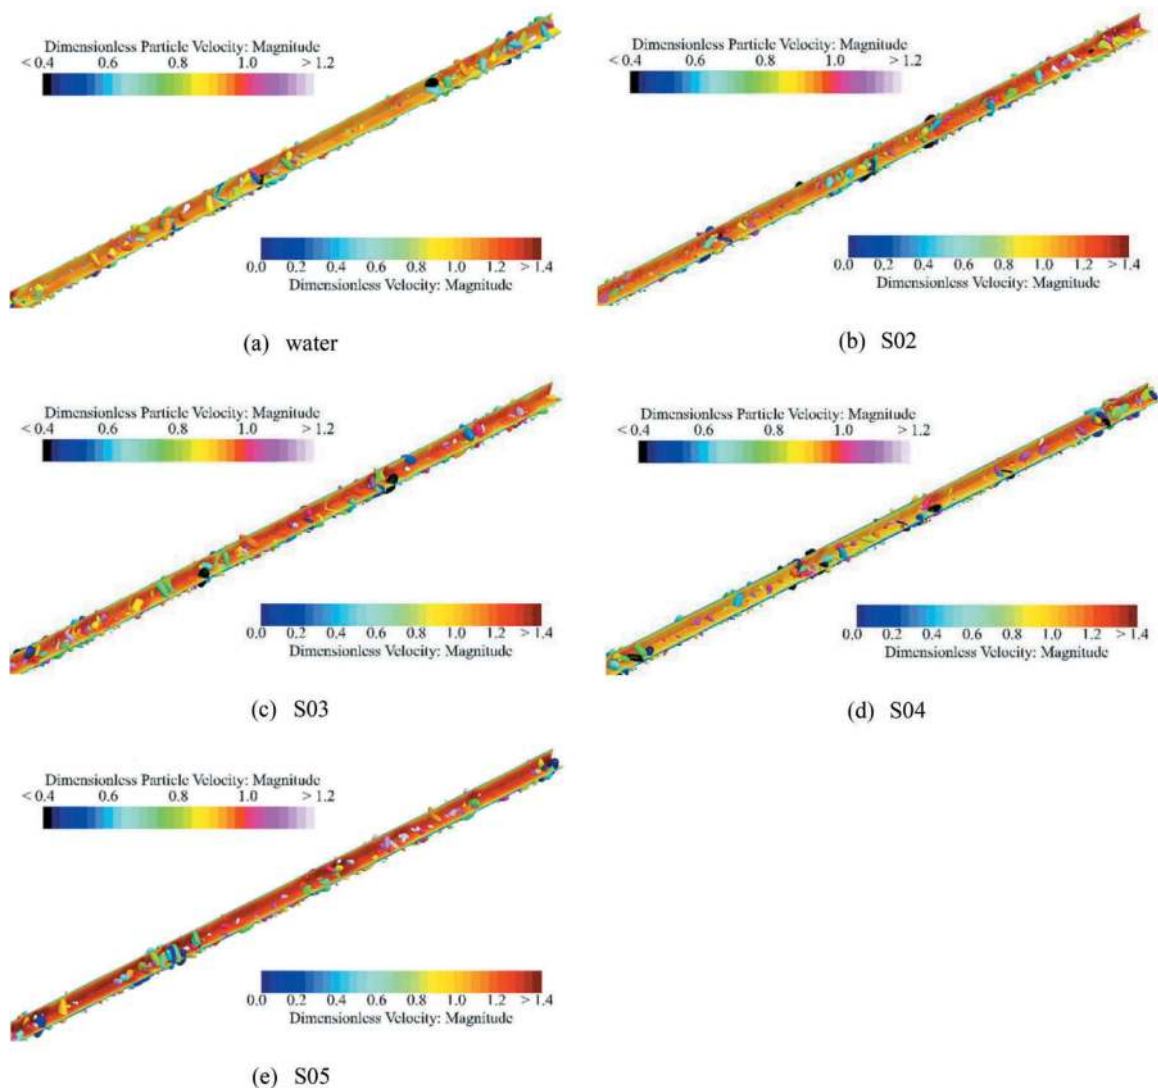 Dimensionless Particle Velocity: Magnitude
< 0.4 0.6 0.8 1.0 > 1.2
0.0 0.2 0.4 0.6 0.8 1.0 1.2 > 1.4
Dimensionless Velocity: Magnitude
(a) water
Dimensionless Particle Velocity: Magnitude
< 0.4 0.6 0.8 1.0 > 1.2
0.0 0.2 0.4 0.6 0.8 1.0 1.2 > 1.4
Dimensionless Velocity: Magnitude
(b) S02
Dimensionless Particle Velocity: Magnitude
< 0.4 0.6 0.8 1.0 > 1.2
0.0 0.2 0.4 0.6 0.8 1.0 1.2 > 1.4
Dimensionless Velocity: Magnitude
(c) S03
Dimensionless Particle Velocity: Magnitude
< 0.4 0.6 0.8 1.0 > 1.2
0.0 0.2 0.4 0.6 0.8 1.0 1.2 > 1.4
Dimensionless Velocity: Magnitude
(d) S04
Dimensionless Particle Velocity: Magnitude
< 0.4 0.6 0.8 1.0 > 1.2
0.0 0.2 0.4 0.6 0.8 1.0 1.2 > 1.4
Dimensionless Velocity: Magnitude
(e) S05